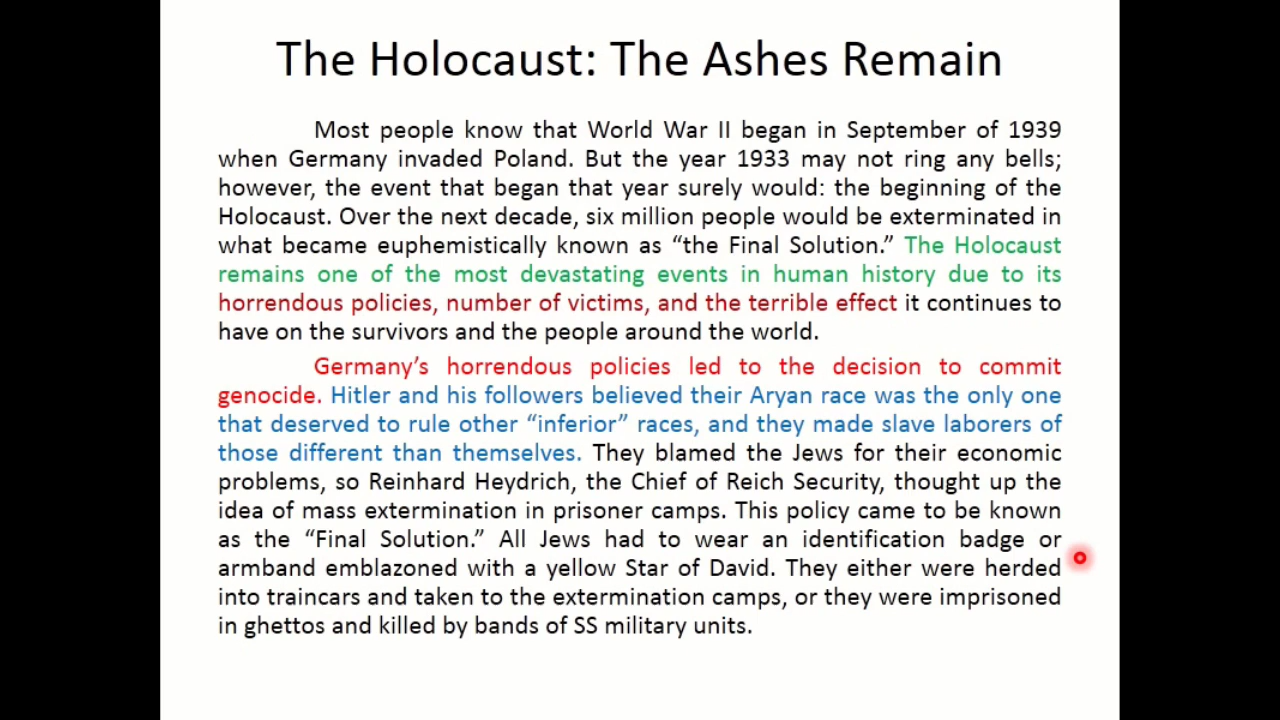 The Holocaust: The Ashes Remain
Most people know that World War II began in September of 1939
when Germany invaded Poland. But the year 1933 may not ring any bells;
however, the event that began that year surely would: the beginning of the
Holocaust. Over the next decade, six million people would be exterminated in
what became euphemistically known as “the Final Solution.” The Holocaust
remains one of the most devastating events in human history due to its
horrendous policies, number of victims, and the terrible effect it continues to
have on the survivors and the people around the world.
Germany’s horrendous policies led to the decision to commit
genocide. Hitler and his followers believed their Aryan race was the only one
that deserved to rule other “inferior” races, and they made slave laborers of
those different than themselves. They blamed the Jews for their economic
problems, so Reinhard Heydrich, the Chief of Reich Security, thought up the
idea of mass extermination in prisoner camps. This policy came to be known
as the “Final Solution.” All Jews had to wear an identification badge or
armband emblazoned with a yellow Star of David. They either were herded
into traincars and taken to the extermination camps, or they were imprisoned
in ghettos and killed by bands of SS military units.